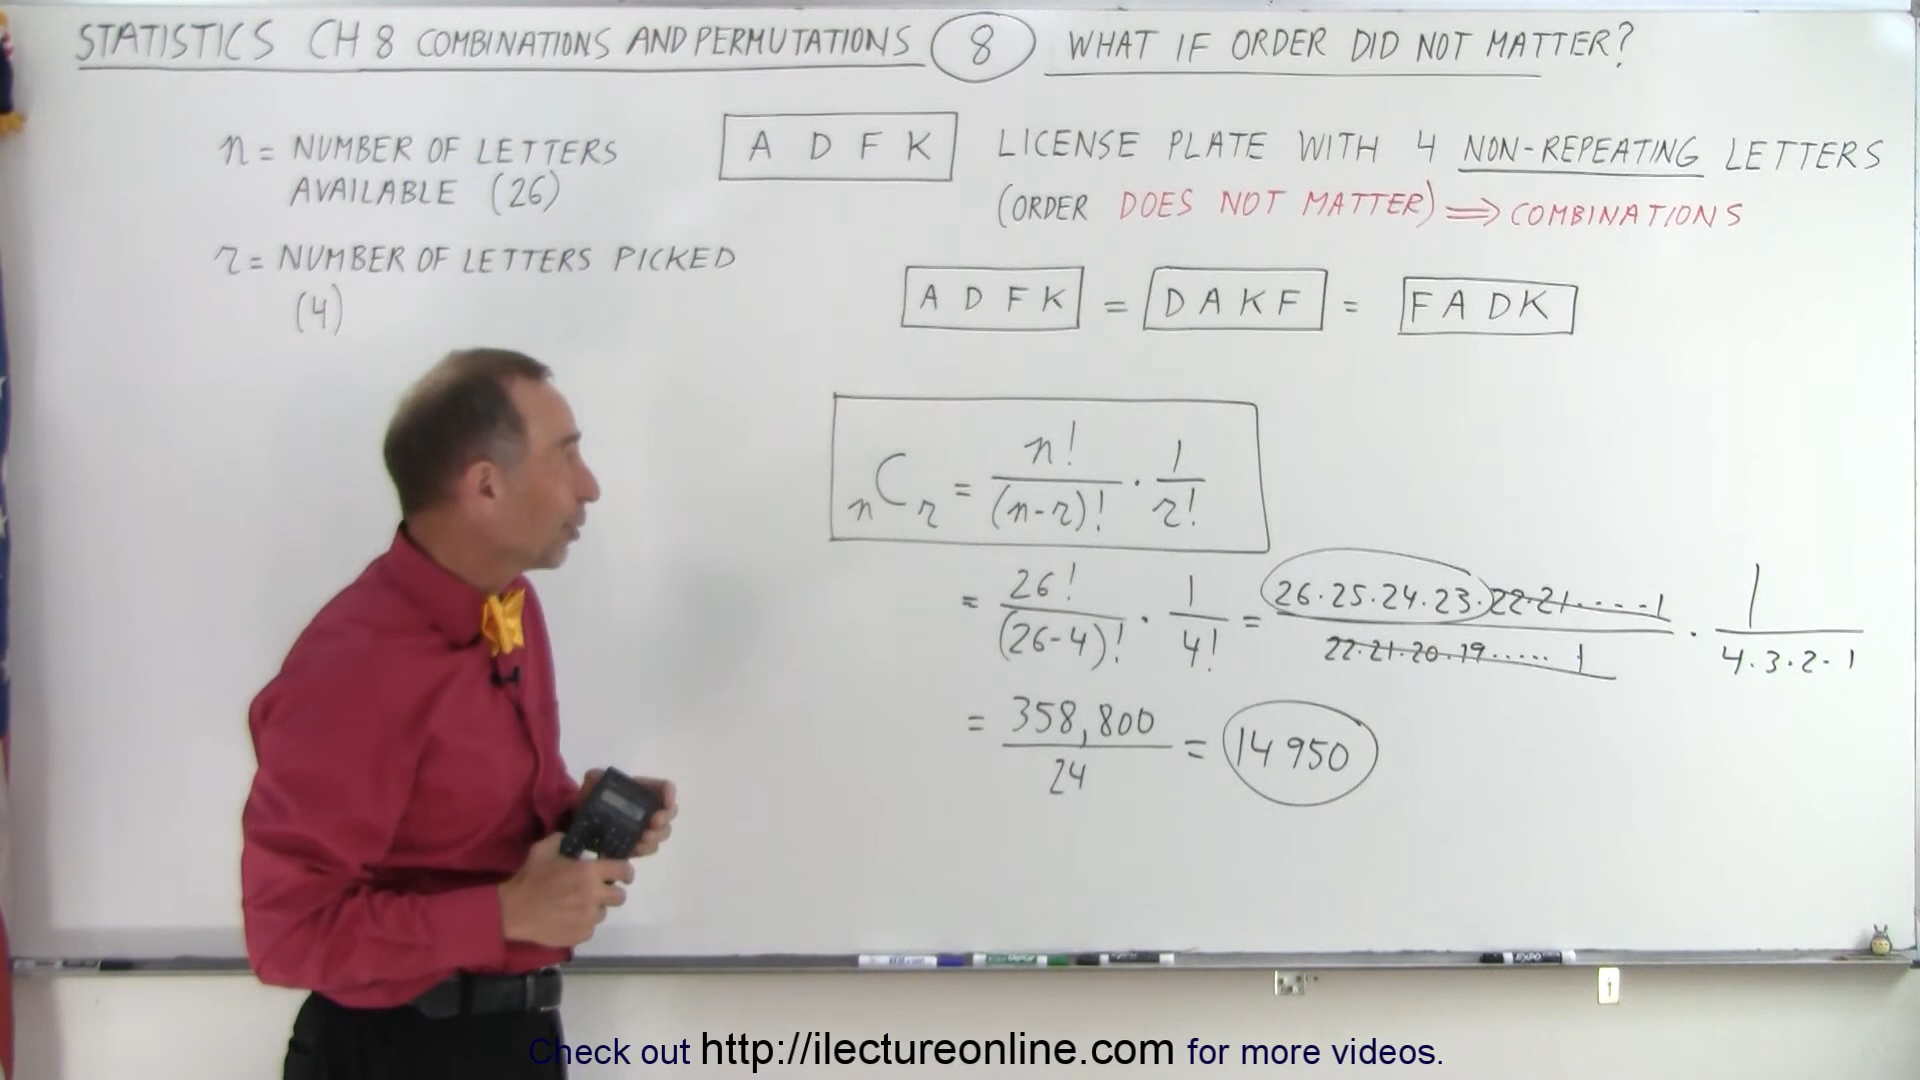 STATISTICS CH 8 COMBINATIONS AND PERMUTATIONS 8 WHAT IF ORDER DID NOT MATTER?
n = NUMBER OF LETTERS
AVAILABLE (26)
r = NUMBER OF LETTERS PICKED
(4)
A D F K
LICENSE PLATE WITH 4 NON-REPEATING LETTERS
(ORDER DOES NOT MATTER) ⟹ COMBINATIONS
A D F K = D A K F = F A D K
nCr = n!/(n-r)! · 1/r!
= 26!/(26-4)! · 1/4! = 26·25·24·23·22·21·----1/22·21·20·19·····1 · 1/4·3·2·1
= 358,800/24 = 14 950
EXPO
Check out http://ilectureonline.com for more videos.